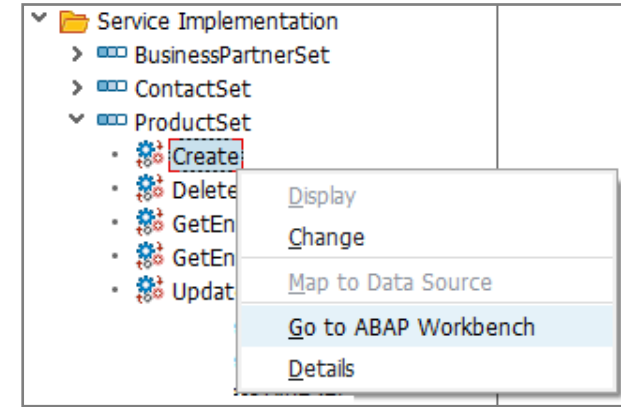 Service Implementation
BusinessPartnerSet
ContactSet
ProductSet
Create
Delete
Display
GetEn
Change
GetEn
Map to Data Source
Updat
Go to ABAP Workbench
Details